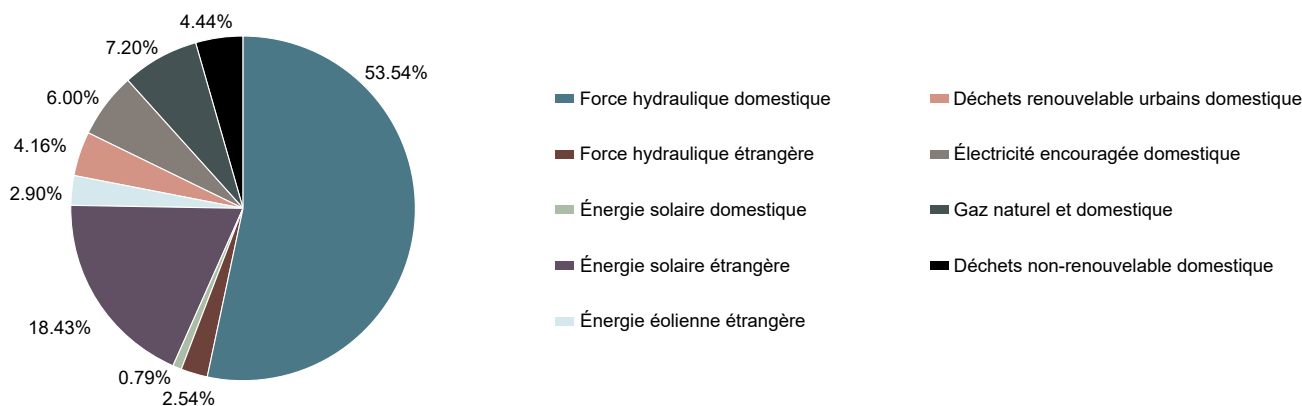 4.44%
7.20%
53.54%
6.00%
4.16%
2.90%
18.43%
0.79%
2.54%
Force hydraulique domestique
Force hydraulique étrangère
Énergie solaire domestique
Énergie solaire étrangère
Énergie éolienne étrangère
Déchets renouvelable urbains domestique
Électricité encouragée domestique
Gaz naturel et domestique
Déchets non-renouvelable domestique